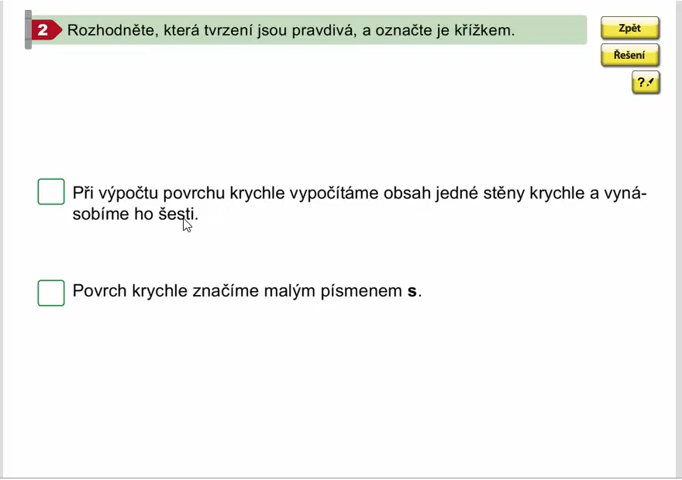 2 Rozhodněte, která tvrzení jsou pravdivá, a označte je křížkem.
Zpět
Řešení
?
Při výpočtu povrchu krychle vypočítáme obsah jedné stěny krychle a vyná-
sobíme ho šesti.
Povrch krychle značíme malým písmenem s.